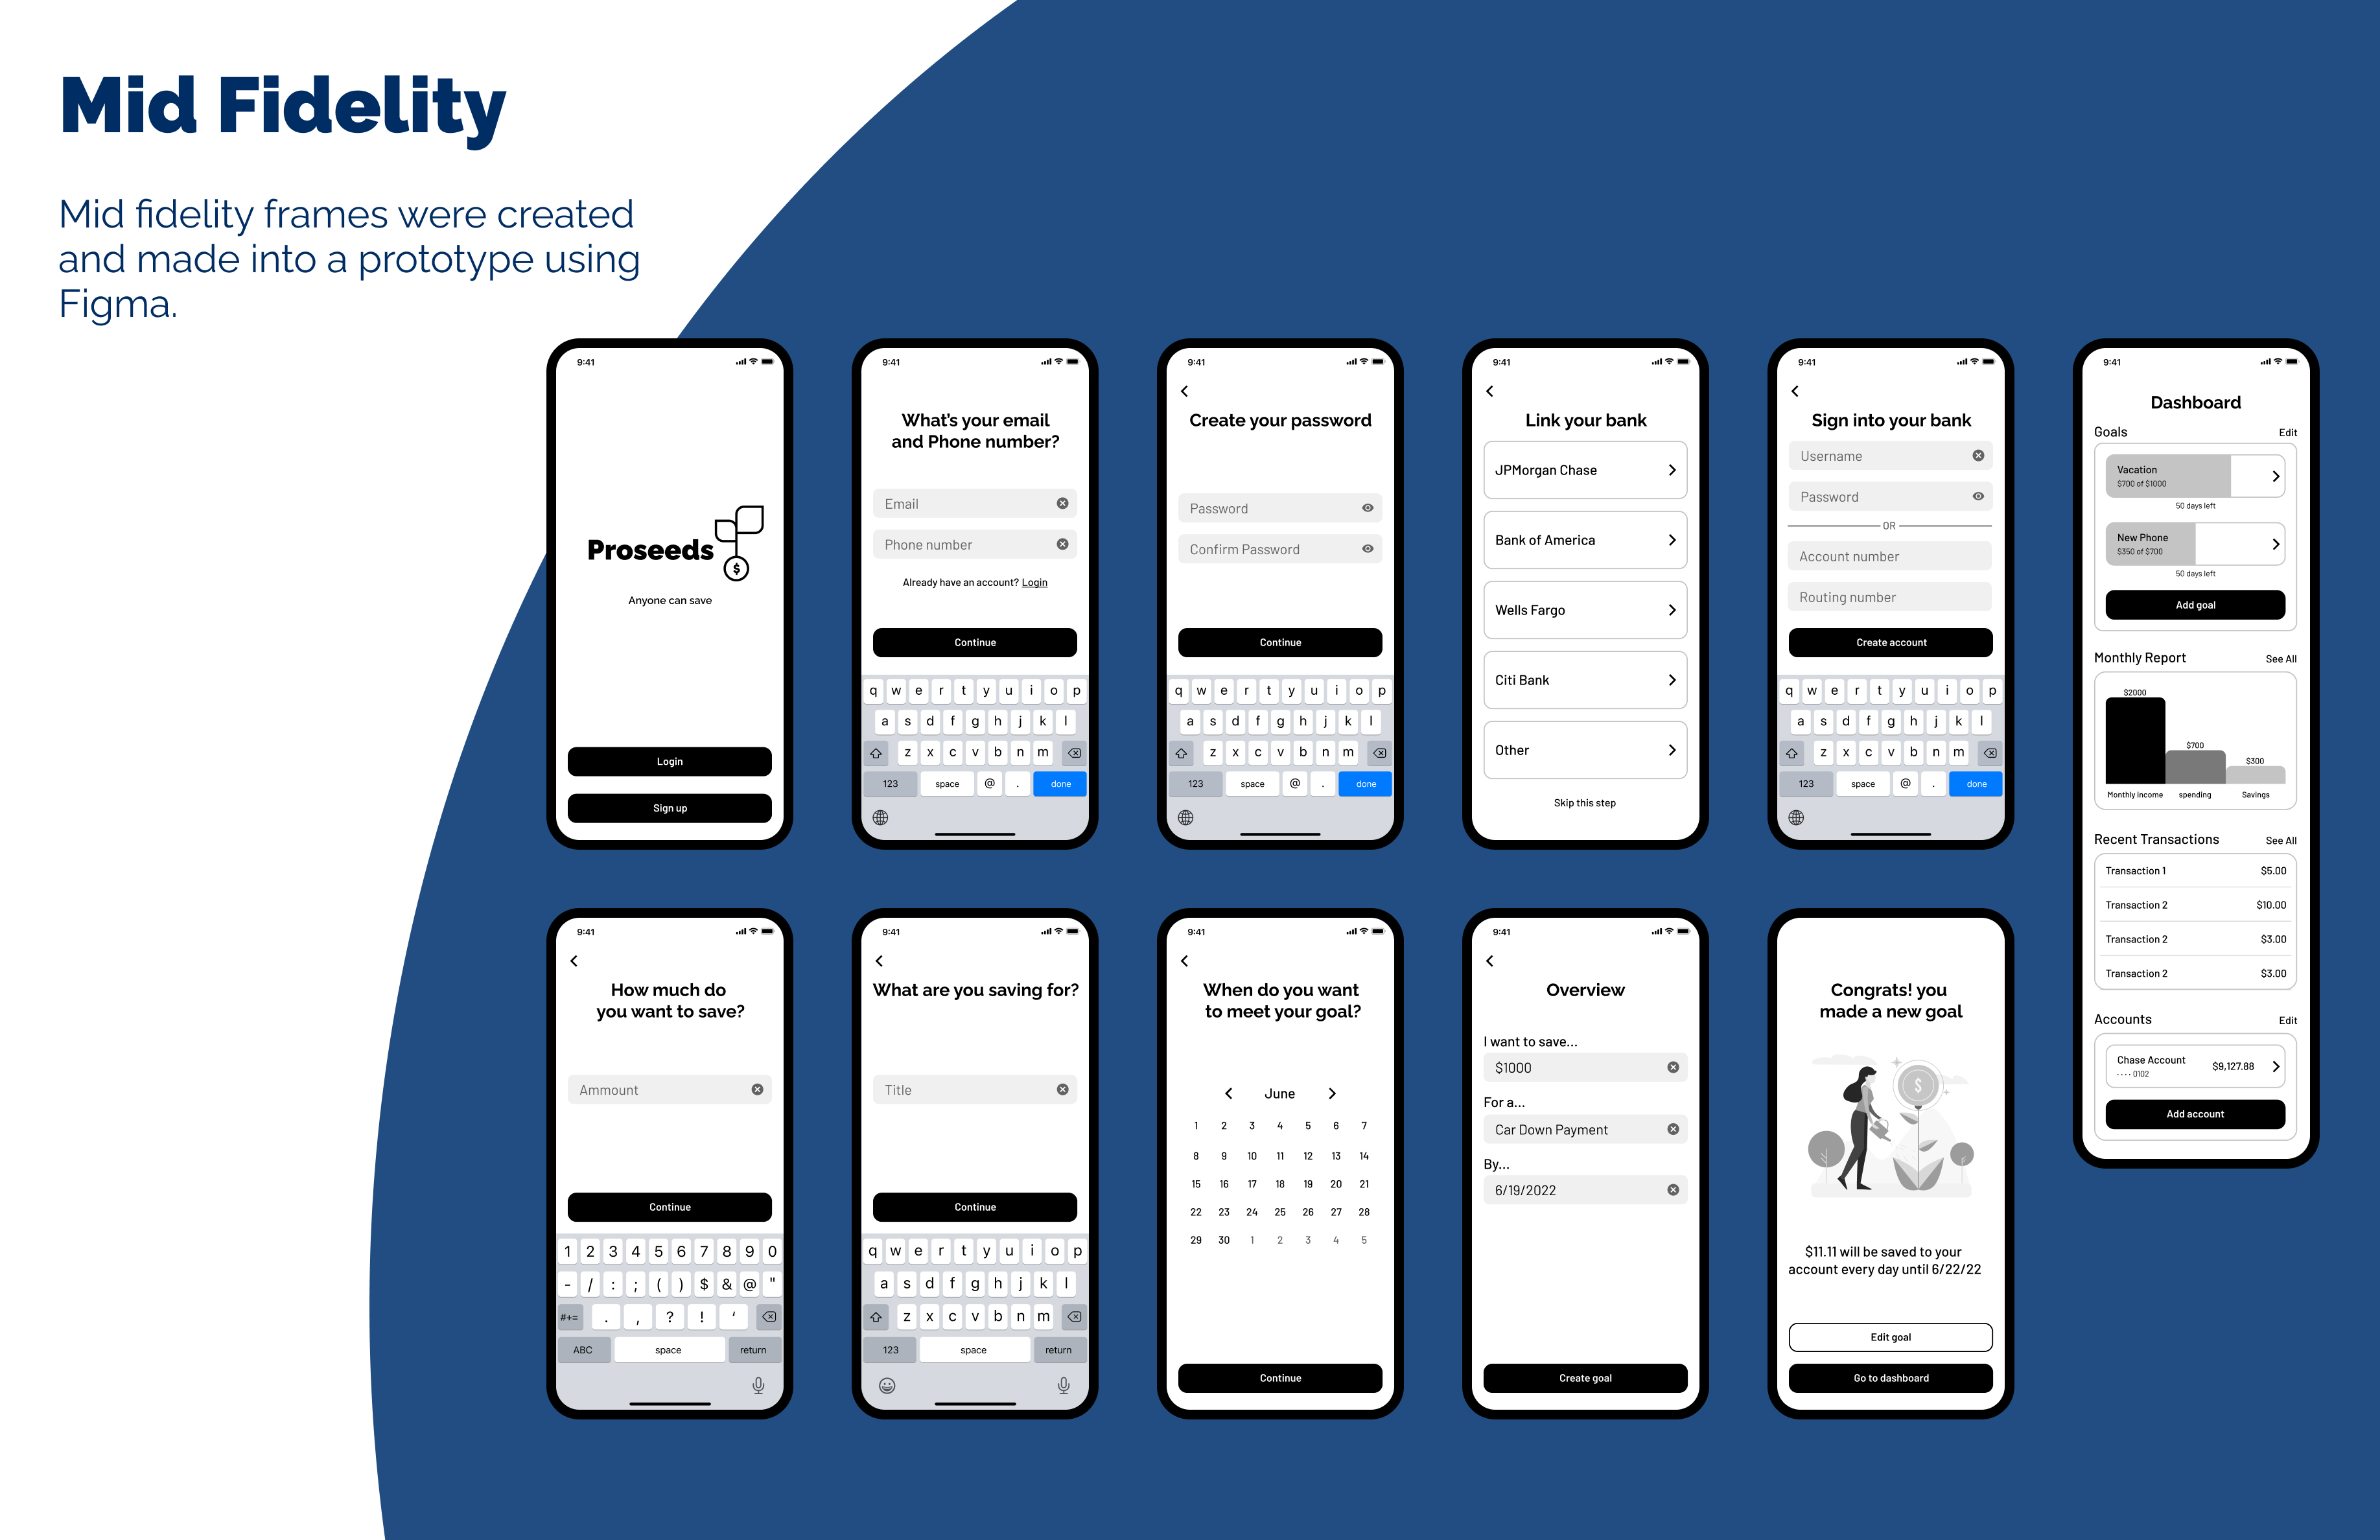 Mid Fidelity
Mid fidelity frames were created
and made into a prototype using
Figma.
9:41
Proseeds
$
Anyone can save
Login
Sign up
9:41
What's your email
and Phone number?
Email
Phone number
Already have an account? Login
Continue
q w e r t y u i o p
a s d f g h j k l
z x c v b n m
123 space @ . done
9:41
Create your password
Password
Confirm Password
Continue
q w e r t y u i o p
a s d f g h j k l
z x c v b n m
123 space @ . done
9:41
Link your bank
JPMorgan Chase
Bank of America
Wells Fargo
Citi Bank
Other
Skip this step
9:41
Sign into your bank
Username
Password
OR
Account number
Routing number
Create account
q w e r t y u i o p
a s d f g h j k l
z x c v b n m
123 space @ . done
9:41
Dashboard
Goals Edit
Vacation
$700 of $1000
50 days left
New Phone
$350 of $700
50 days left
Add goal
Monthly Report See All
$2000
$700
$300
Monthly income spending Savings
Recent Transactions See All
Transaction 1 $5.00
Transaction 2 $10.00
Transaction 2 $3.00
Transaction 2 $3.00
Accounts Edit
Chase Account $9,127.88
···· 0102
Add account
9:41
How much do
you want to save?
Ammount
Continue
1 2 3 4 5 6 7 8 9 0
- / : ; ( ) $ & @ "
#+= . , ? ! ‘
ABC space return
9:41
What are you saving for?
Title
Continue
q w e r t y u i o p
a s d f g h j k l
z x c v b n m
123 space return
9:41
When do you want
to meet your goal?
June
1 2 3 4 5 6 7
8 9 10 11 12 13 14
15 16 17 18 19 20 21
22 23 24 25 26 27 28
29 30 1 2 3 4 5
Continue
9:41
Overview
I want to save...
$1000
For a...
Car Down Payment
By...
6/19/2022
Create goal
Congrats! you
made a new goal
$
$11.11 will be saved to your
account every day until 6/22/22
Edit goal
Go to dashboard